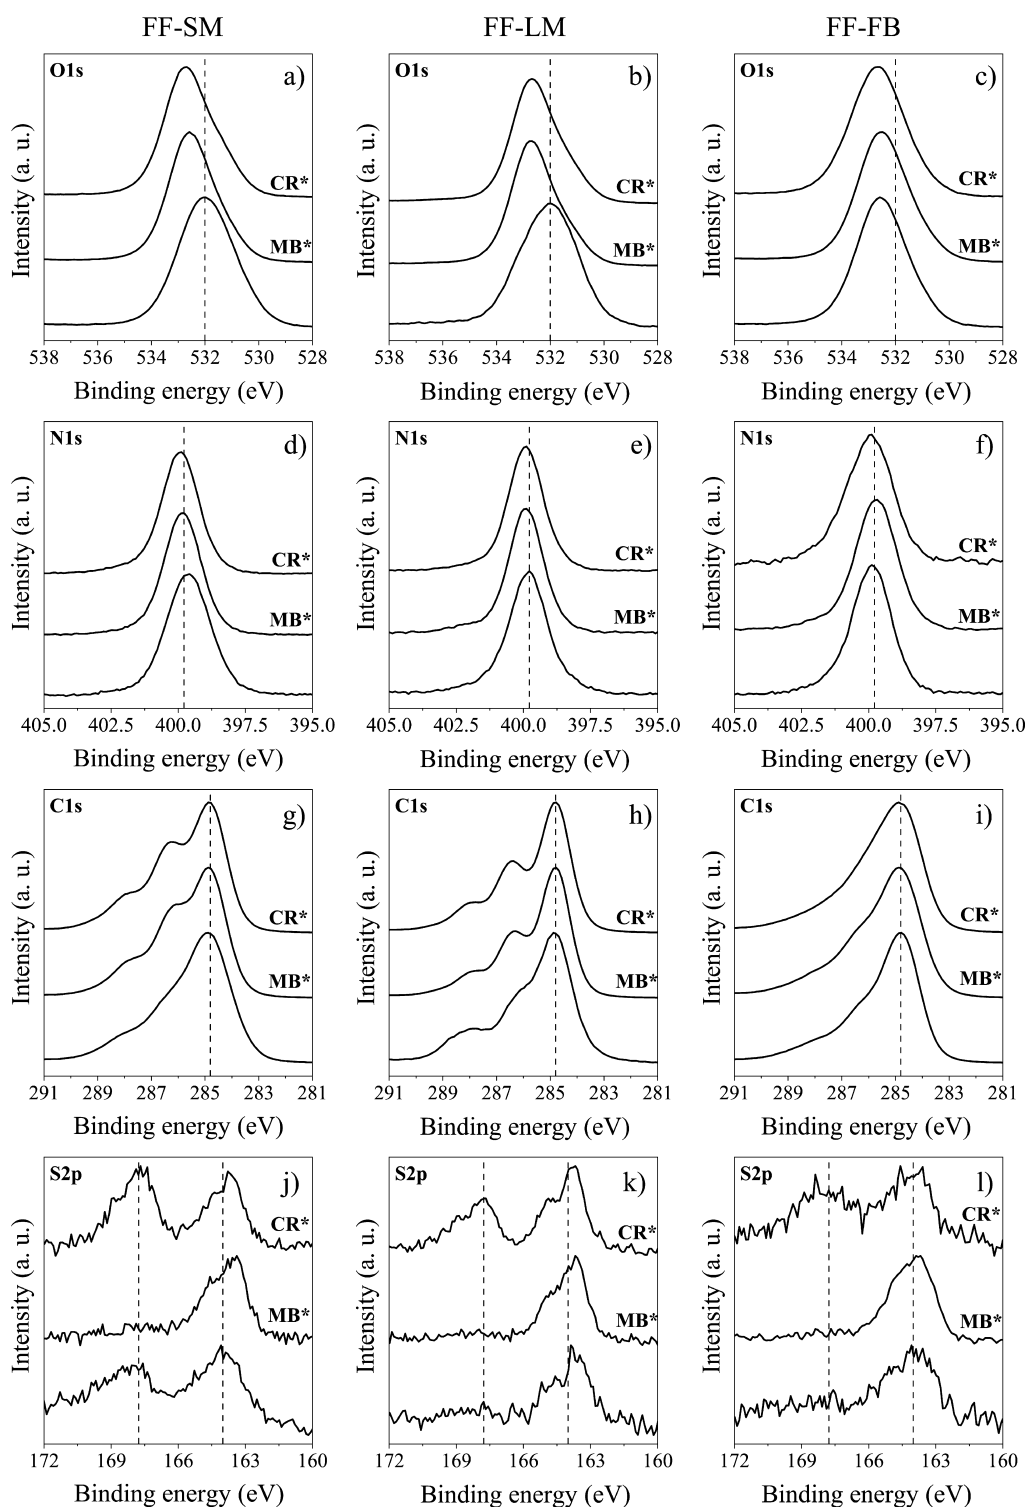 FF-SM FF-LM FF-FB
O1s a) O1s b) O1s c)
Intensity (a. u.) Intensity (a. u.) Intensity (a. u.)
CR* CR* CR*
MB* MB* MB*
538 536 534 532 530 528 538 536 534 532 530 528 538 536 534 532 530 528
Binding energy (eV) Binding energy (eV) Binding energy (eV)
N1s d) N1s e) N1s f)
Intensity (a. u.) Intensity (a. u.) Intensity (a. u.)
CR* CR* CR*
MB* MB* MB*
405.0 402.5 400.0 397.5 395.0 405.0 402.5 400.0 397.5 395.0 405.0 402.5 400.0 397.5 395.0
Binding energy (eV) Binding energy (eV) Binding energy (eV)
C1s g) C1s h) C1s i)
Intensity (a. u.) Intensity (a. u.) Intensity (a. u.)
CR* CR* CR*
MB* MB* MB*
291 289 287 285 283 281 291 289 287 285 283 281 291 289 287 285 283 281
Binding energy (eV) Binding energy (eV) Binding energy (eV)
S2p j) S2p k) S2p l)
Intensity (a. u.) Intensity (a. u.) Intensity (a. u.)
CR* CR* CR*
MB* MB* MB*
172 169 166 163 160 172 169 166 163 160 172 169 166 163 160
Binding energy (eV) Binding energy (eV) Binding energy (eV)